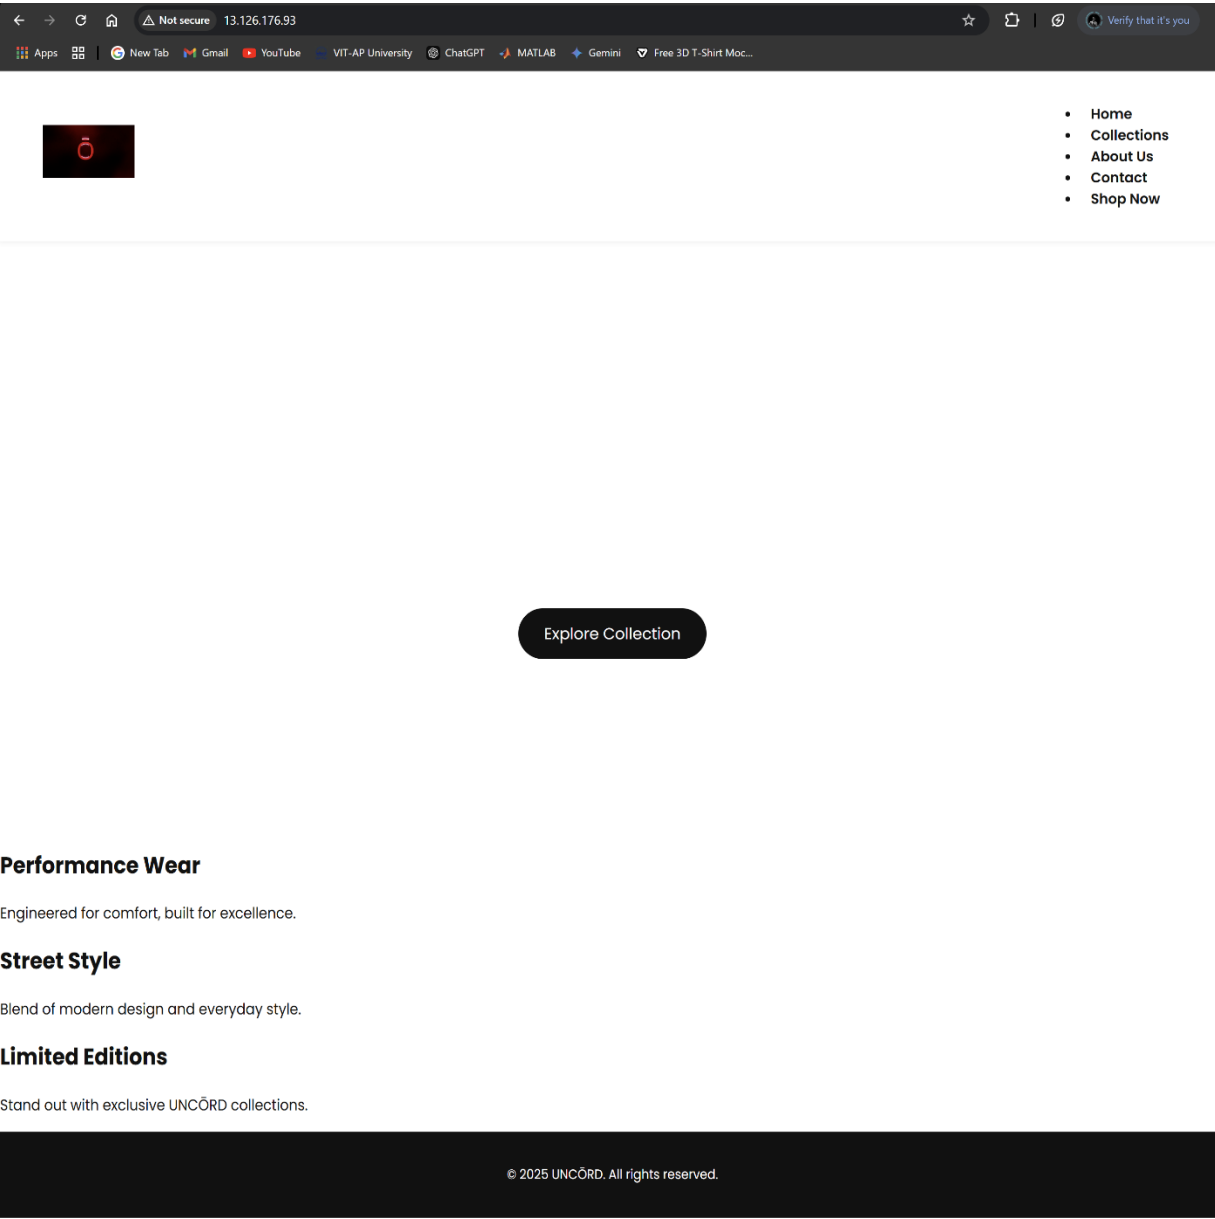 Not secure 13.126.176.93 Verify that it's you
Apps New Tab Gmail YouTube VIT-AP University ChatGPT MATLAB Gemini Free 3D T-Shirt Moc...
Ō
Home
Collections
About Us
Contact
Shop Now
Explore Collection
Performance Wear
Engineered for comfort, built for excellence.
Street Style
Blend of modern design and everyday style.
Limited Editions
Stand out with exclusive UNCŌRD collections.
© 2025 UNCŌRD. All rights reserved.